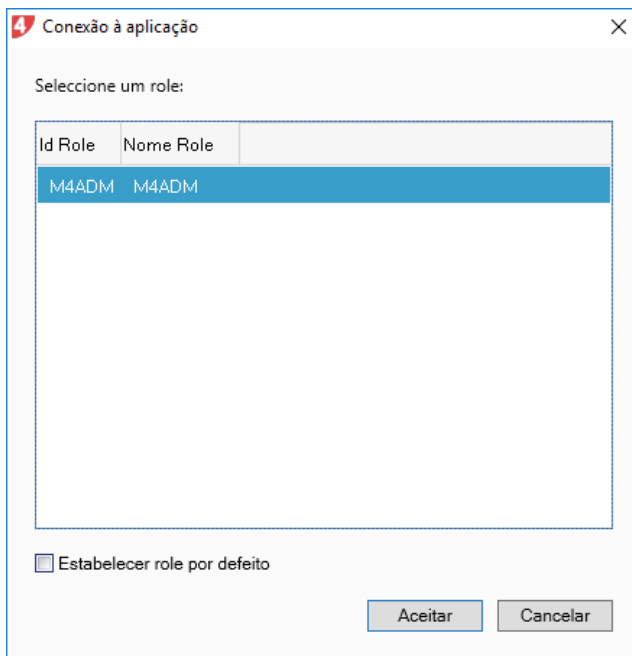 4 Conexão à aplicação
Seleccione um role:
Id Role Nome Role
M4ADM M4ADM
Estabelecer role por defeito
Aceitar Cancelar